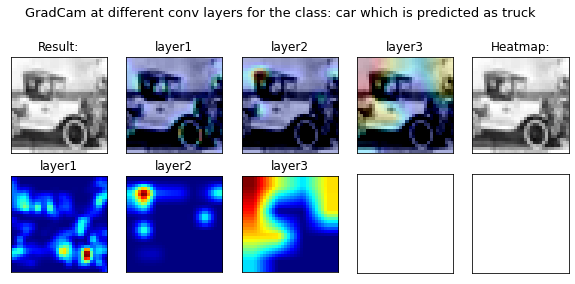 GradCam at different conv layers for the class: car which is predicted as truck
Result:
layer1
layer2
layer3
Heatmap:
layer1
layer2
layer3